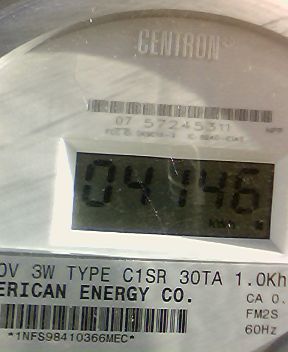 CENTRON®
07 57245311
04146
kWh
0V 3W TYPE C1SR 30TA 1.0Kh
ERICAN ENERGY CO.
CA 0.
FM2S
60Hz
*1NFS98410366MEC*